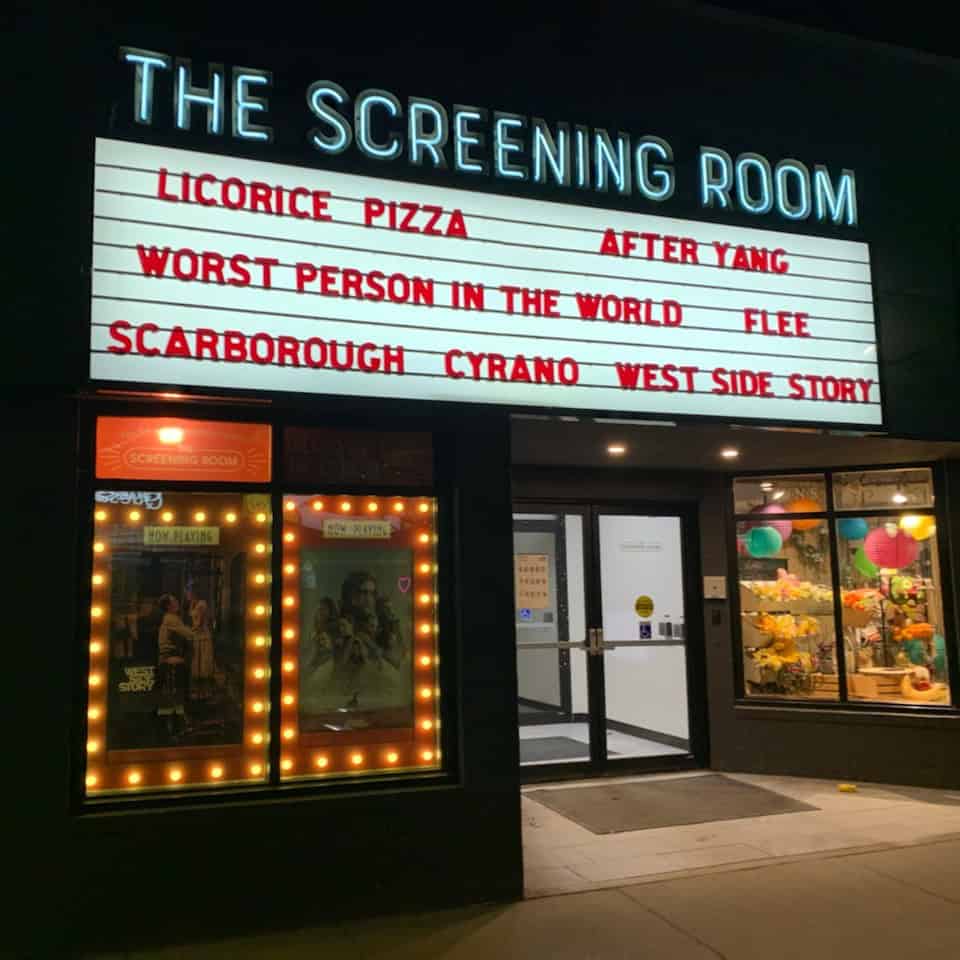 THE SCREENING ROOM
LICORICE PIZZA AFTER YANG
WORST PERSON IN THE WORLD FLEE
SCARBOROUGH CYRANO WEST SIDE STORY
THE
SCREENING ROOM
NOW PLAYING
NOW PLAYING
WEST
SIDE
STORY